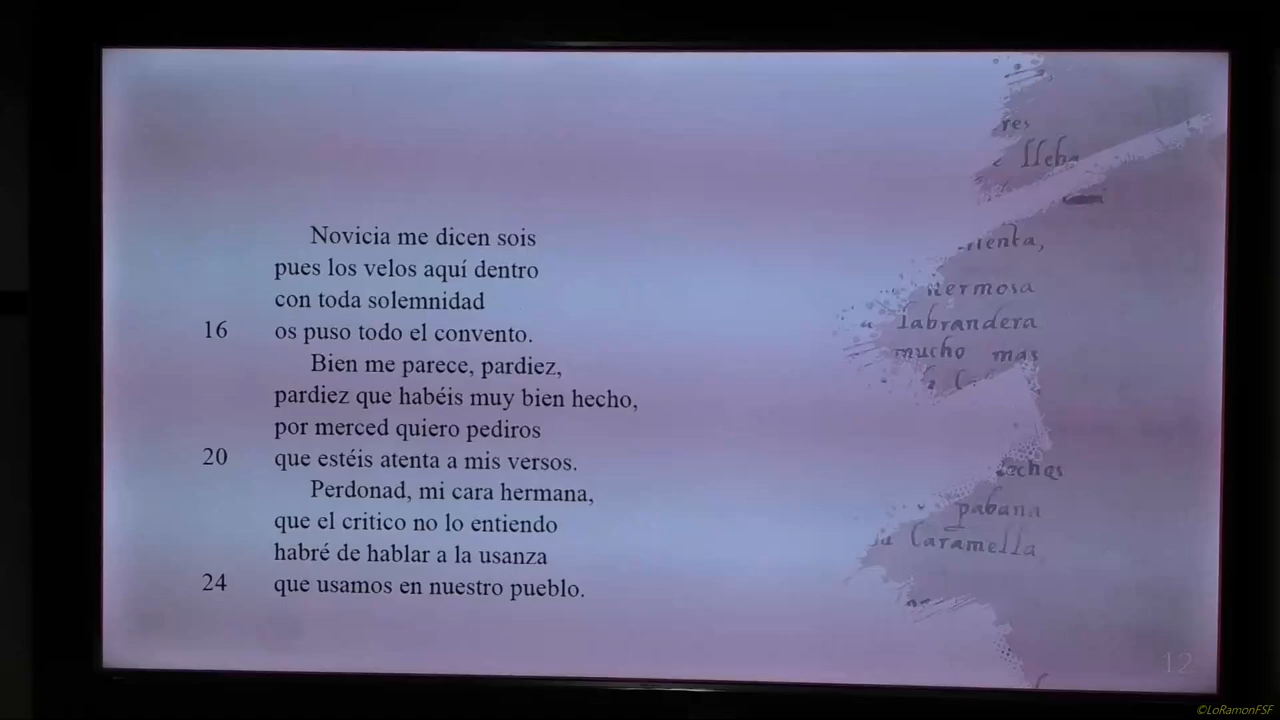 Novicia me dicen sois
pues los velos aquí dentro
con toda solemnidad
16 os puso todo el convento.
Bien me parece, pardiez,
pardiez que habéis muy bien hecho,
por merced quiero pediros
20 que estéis atenta a mis versos.
Perdonad, mi cara hermana,
que el critico no lo entiendo
habré de hablar a la usanza
24 que usamos en nuestro pueblo.
res
lleba
Hermosa
labrandera
mucho mas
pabana
Caramella
12
©LoRamonFSF